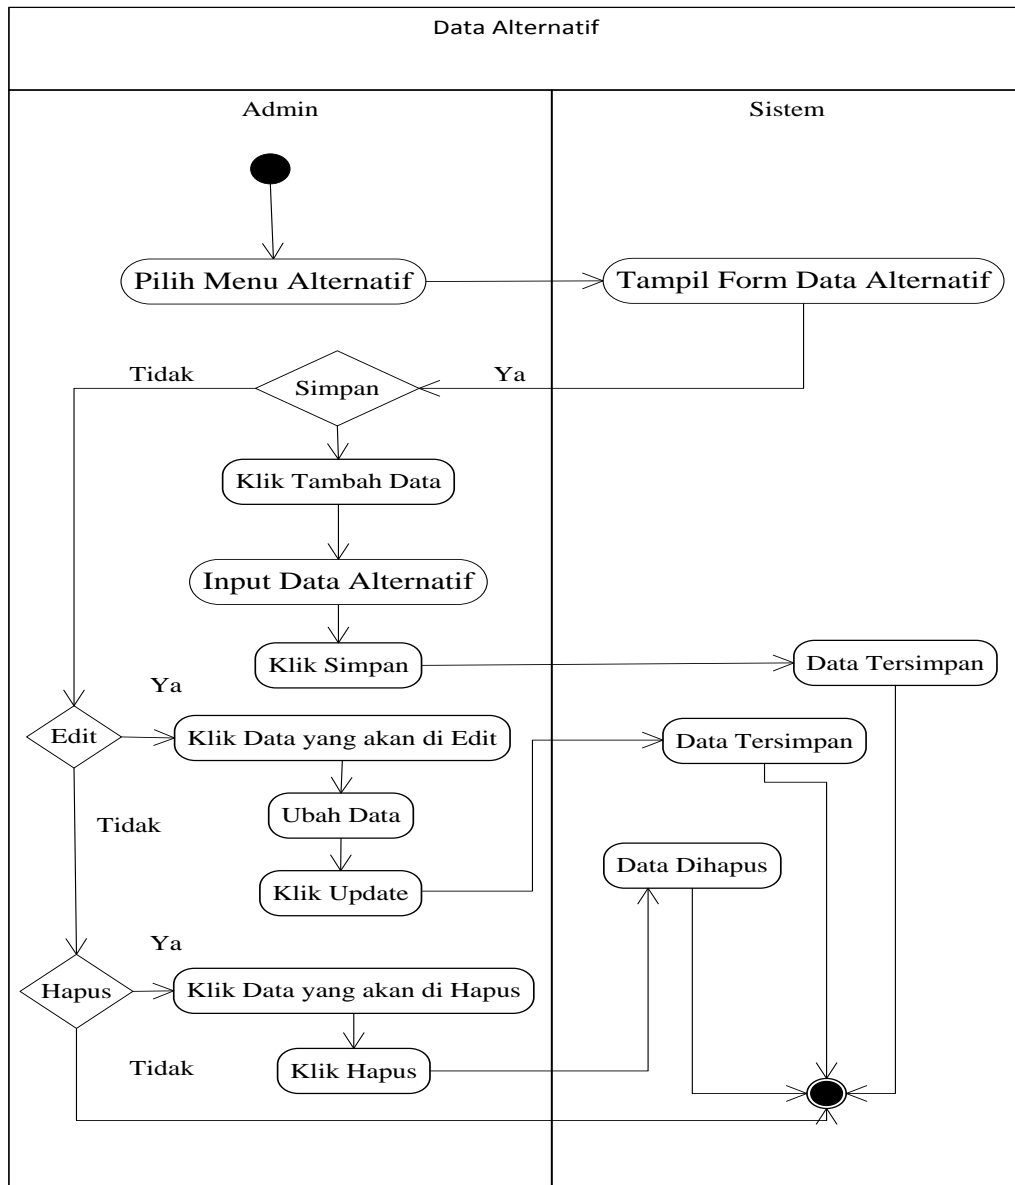 Data Alternatif
Admin
Sistem
Pilih Menu Alternatif
Tampil Form Data Alternatif
Tidak
Simpan
Ya
Klik Tambah Data
Input Data Alternatif
Klik Simpan
Data Tersimpan
Ya
Edit
Klik Data yang akan di Edit
Data Tersimpan
Ubah Data
Tidak
Data Dihapus
Klik Update
Ya
Hapus
Klik Data yang akan di Hapus
Tidak
Klik Hapus